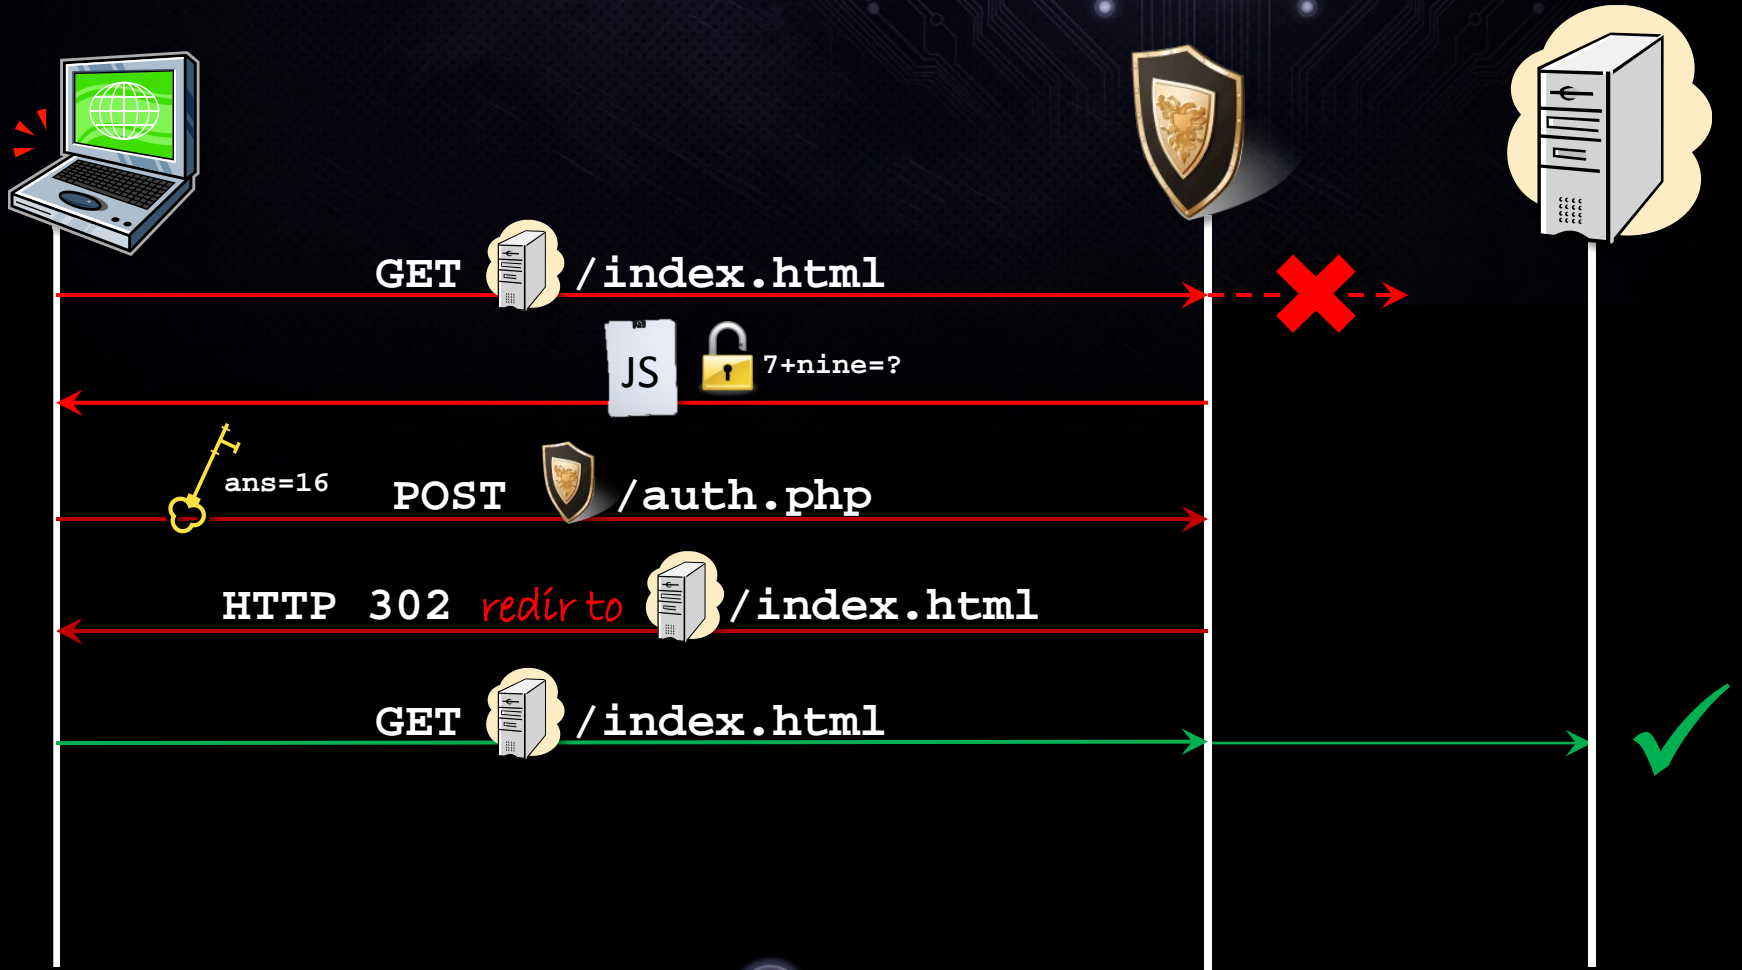 GET /index.html
JS 7+nine=?
ans=16 POST /auth.php
HTTP 302 redir to /index.html
GET /index.html